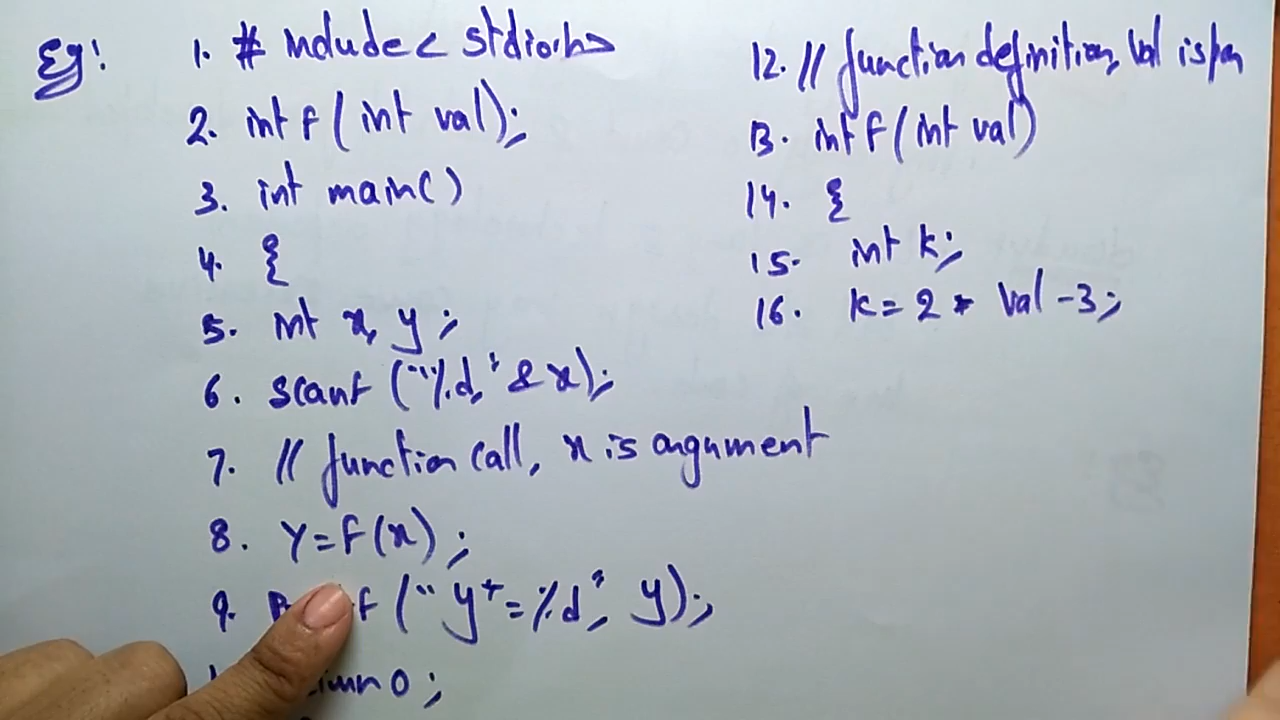 Eg:
1. # include < stdio.h>
2. int f (int val);
3. int main()
4. {
5. int x, y;
6. scanf ("%d," &x);
7. // function call, x is argument
8. Y=f(x);
9. ("y+=%d", y);
0;
12. // function definition, Val is
13. int f (int val)
14. {
15. int k;
16. k = 2 * val -3;